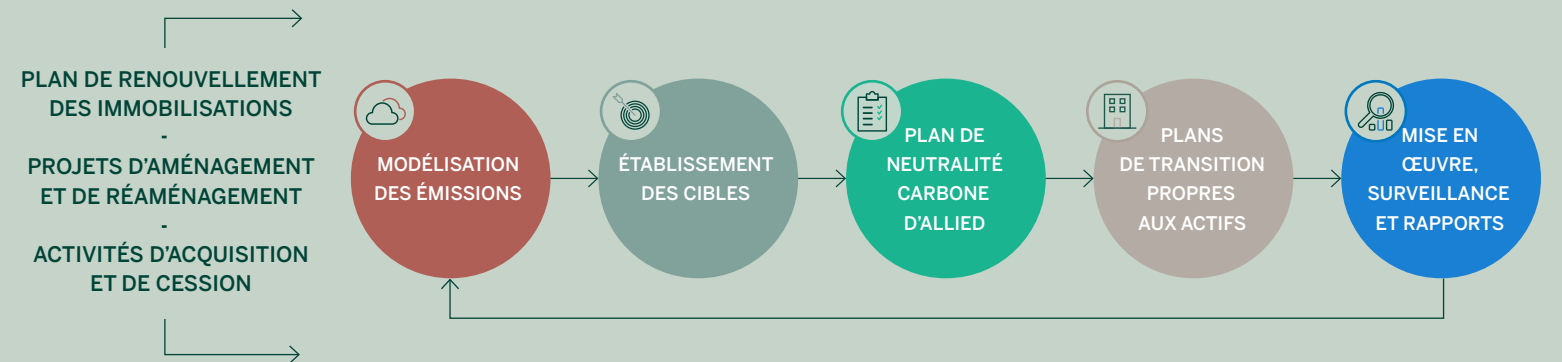 PLAN DE RENOUVELLEMENT
DES IMMOBILISATIONS
-
PROJETS D'AMÉNAGEMENT
ET DE RÉAMÉNAGEMENT
-
ACTIVITÉS D'ACQUISITION
ET DE CESSION
MODÉLISATION
DES ÉMISSIONS
ÉTABLISSEMENT
DES CIBLES
PLAN DE
NEUTRALITÉ
CARBONE
D'ALLIED
PLANS
DE TRANSITION
PROPRES
AUX ACTIFS
MISE EN
ŒUVRE,
SURVEILLANCE
ET RAPPORTS